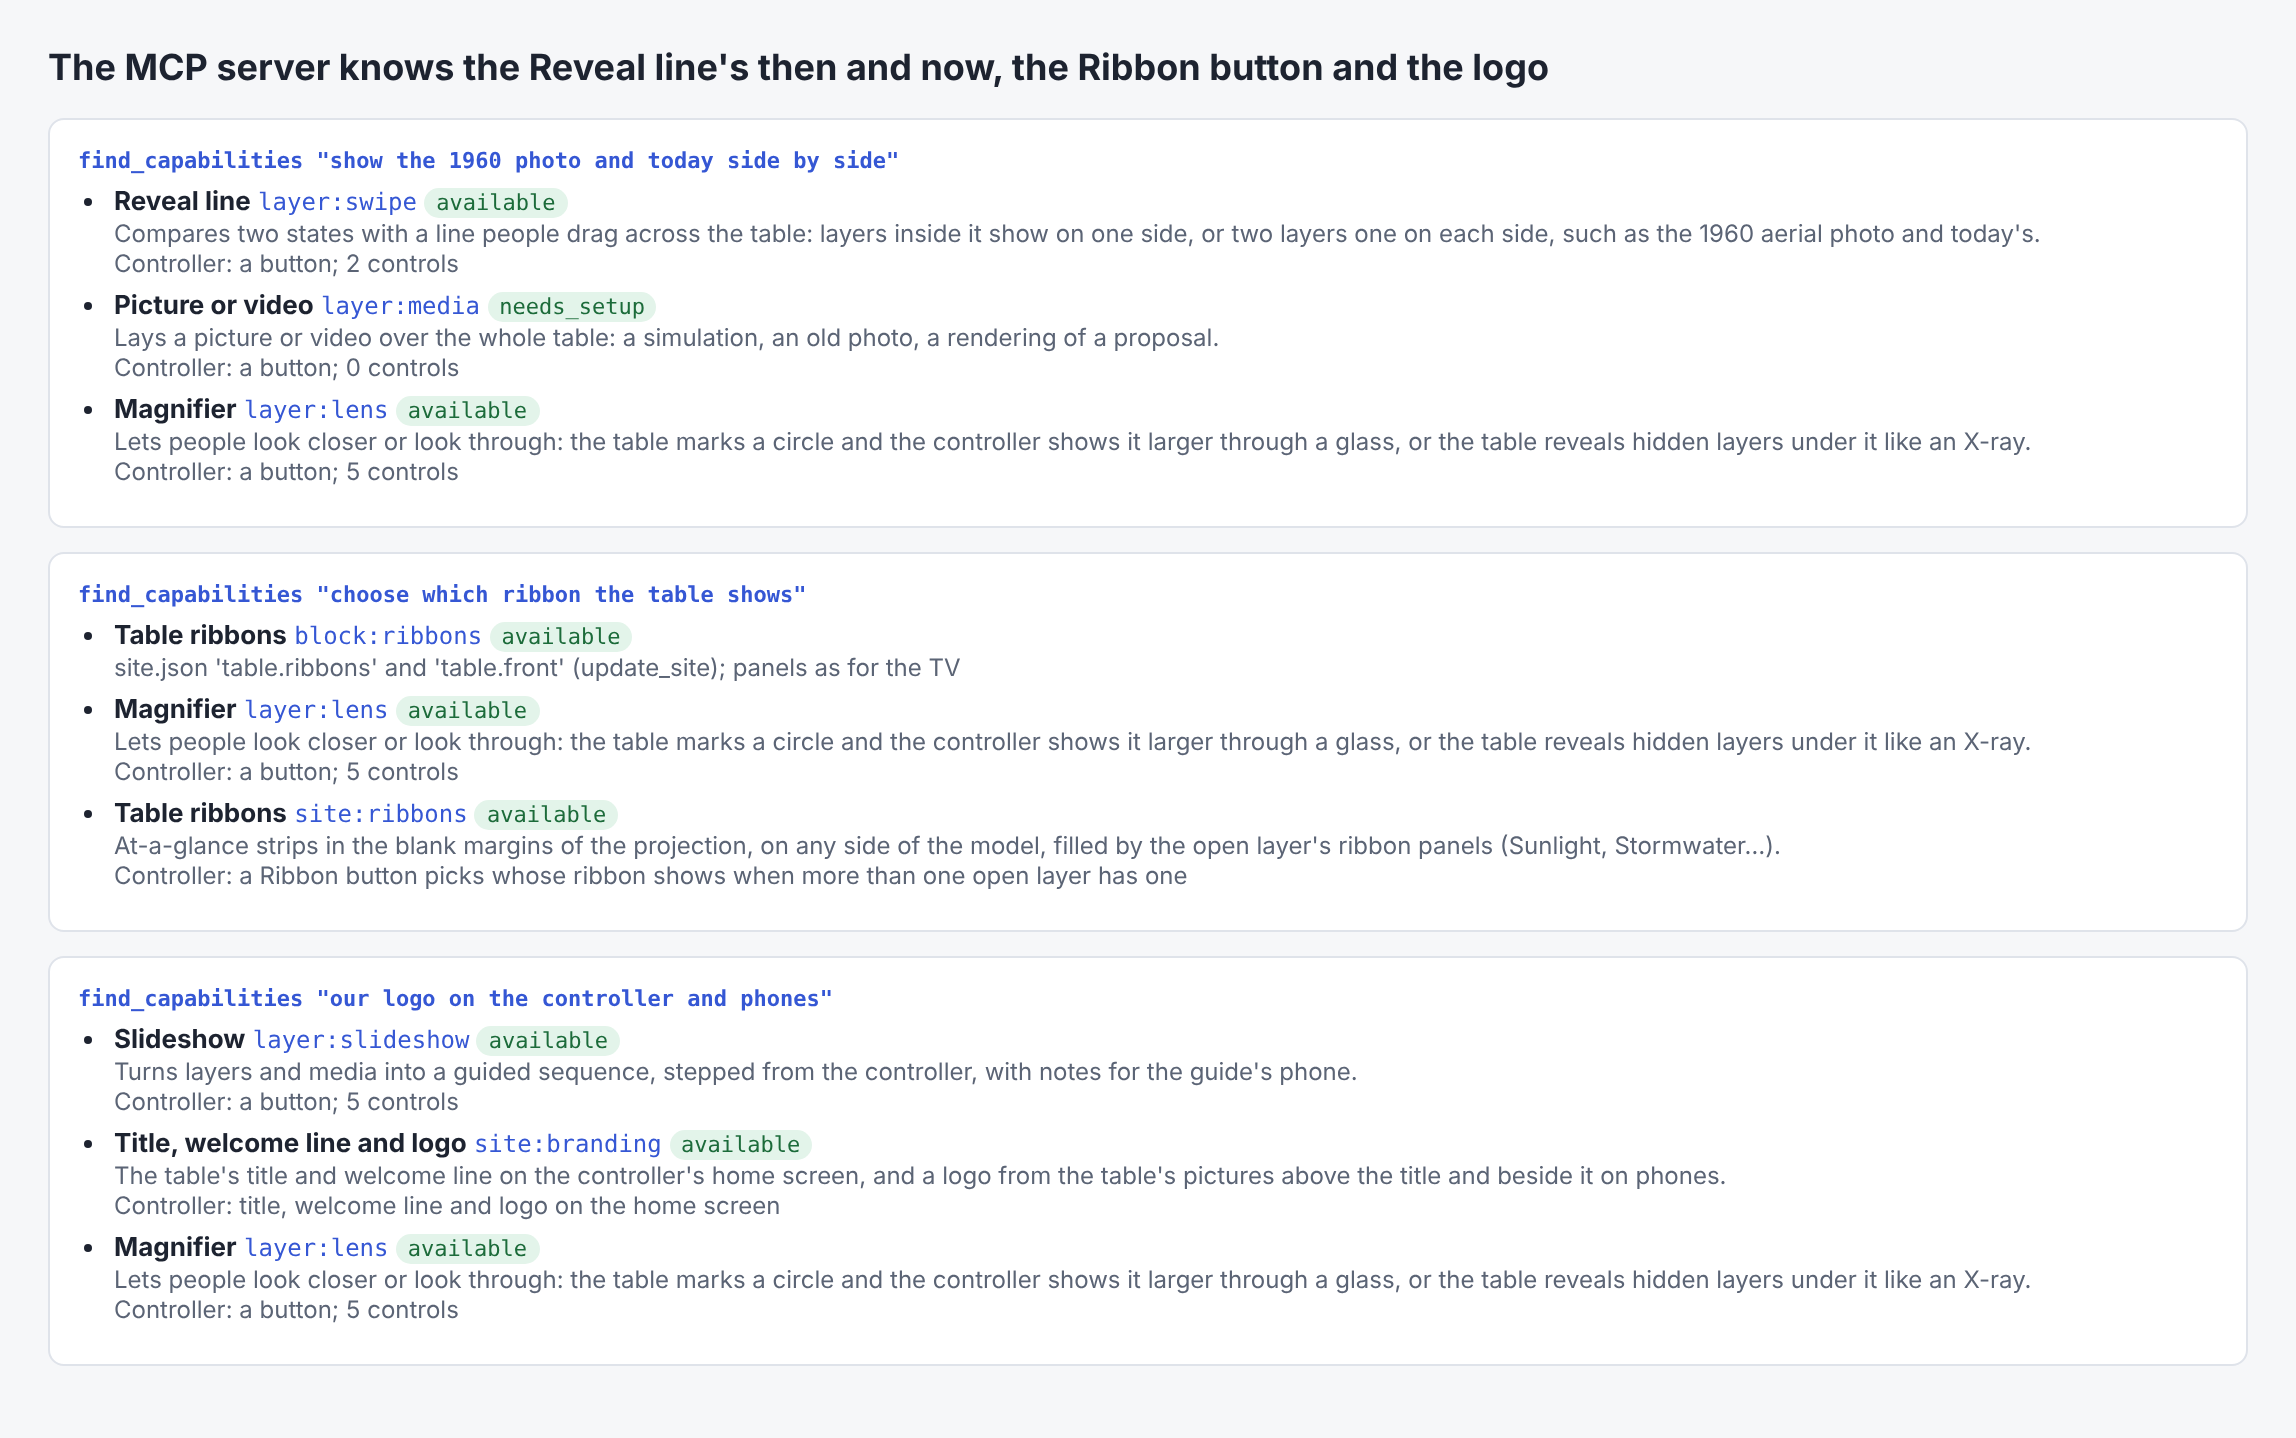 The MCP server knows the Reveal line's then and now, the Ribbon button and the logo
find_capabilities "show the 1960 photo and today side by side"
• Reveal line layer:swipe available
Compares two states with a line people drag across the table: layers inside it show on one side, or two layers one on each side, such as the 1960 aerial photo and today's.
Controller: a button; 2 controls
• Picture or video layer:media needs_setup
Lays a picture or video over the whole table: a simulation, an old photo, a rendering of a proposal.
Controller: a button; 0 controls
• Magnifier layer:lens available
Lets people look closer or look through: the table marks a circle and the controller shows it larger through a glass, or the table reveals hidden layers under it like an X-ray.
Controller: a button; 5 controls
find_capabilities "choose which ribbon the table shows"
• Table ribbons block:ribbons available
site.json 'table.ribbons' and 'table.front' (update_site); panels as for the TV
• Magnifier layer:lens available
Lets people look closer or look through: the table marks a circle and the controller shows it larger through a glass, or the table reveals hidden layers under it like an X-ray.
Controller: a button; 5 controls
• Table ribbons site:ribbons available
At-a-glance strips in the blank margins of the projection, on any side of the model, filled by the open layer's ribbon panels (Sunlight, Stormwater...).
Controller: a Ribbon button picks whose ribbon shows when more than one open layer has one
find_capabilities "our logo on the controller and phones"
• Slideshow layer:slideshow available
Turns layers and media into a guided sequence, stepped from the controller, with notes for the guide's phone.
Controller: a button; 5 controls
• Title, welcome line and logo site:branding available
The table's title and welcome line on the controller's home screen, and a logo from the table's pictures above the title and beside it on phones.
Controller: title, welcome line and logo on the home screen
• Magnifier layer:lens available
Lets people look closer or look through: the table marks a circle and the controller shows it larger through a glass, or the table reveals hidden layers under it like an X-ray.
Controller: a button; 5 controls